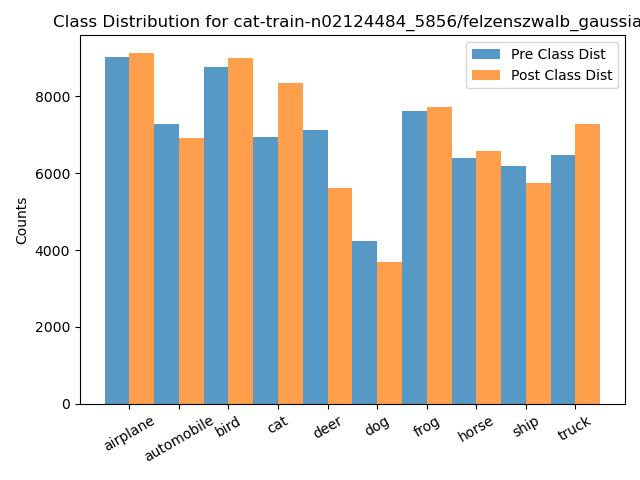 Class Distribution for cat-train-n02124484_5856/felzenszwalb_gaussia
Pre Class Dist
Post Class Dist
8000
6000
4000
2000
0
Counts
airplane
automobile
bird
cat
deer
dog
frog
horse
ship
truck